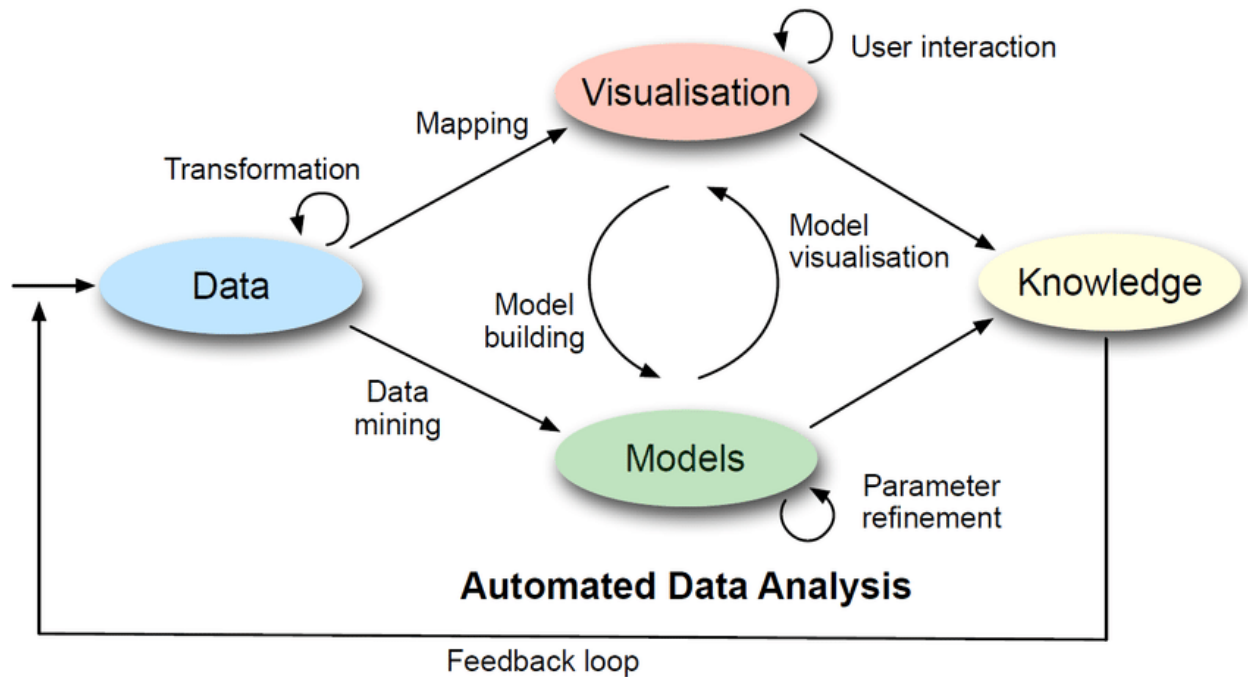 User interaction
Visualisation
Mapping
Transformation
Model
visualisation
Data
Knowledge
Model
building
Data
mining
Models
Parameter
refinement
Automated Data Analysis
Feedback loop